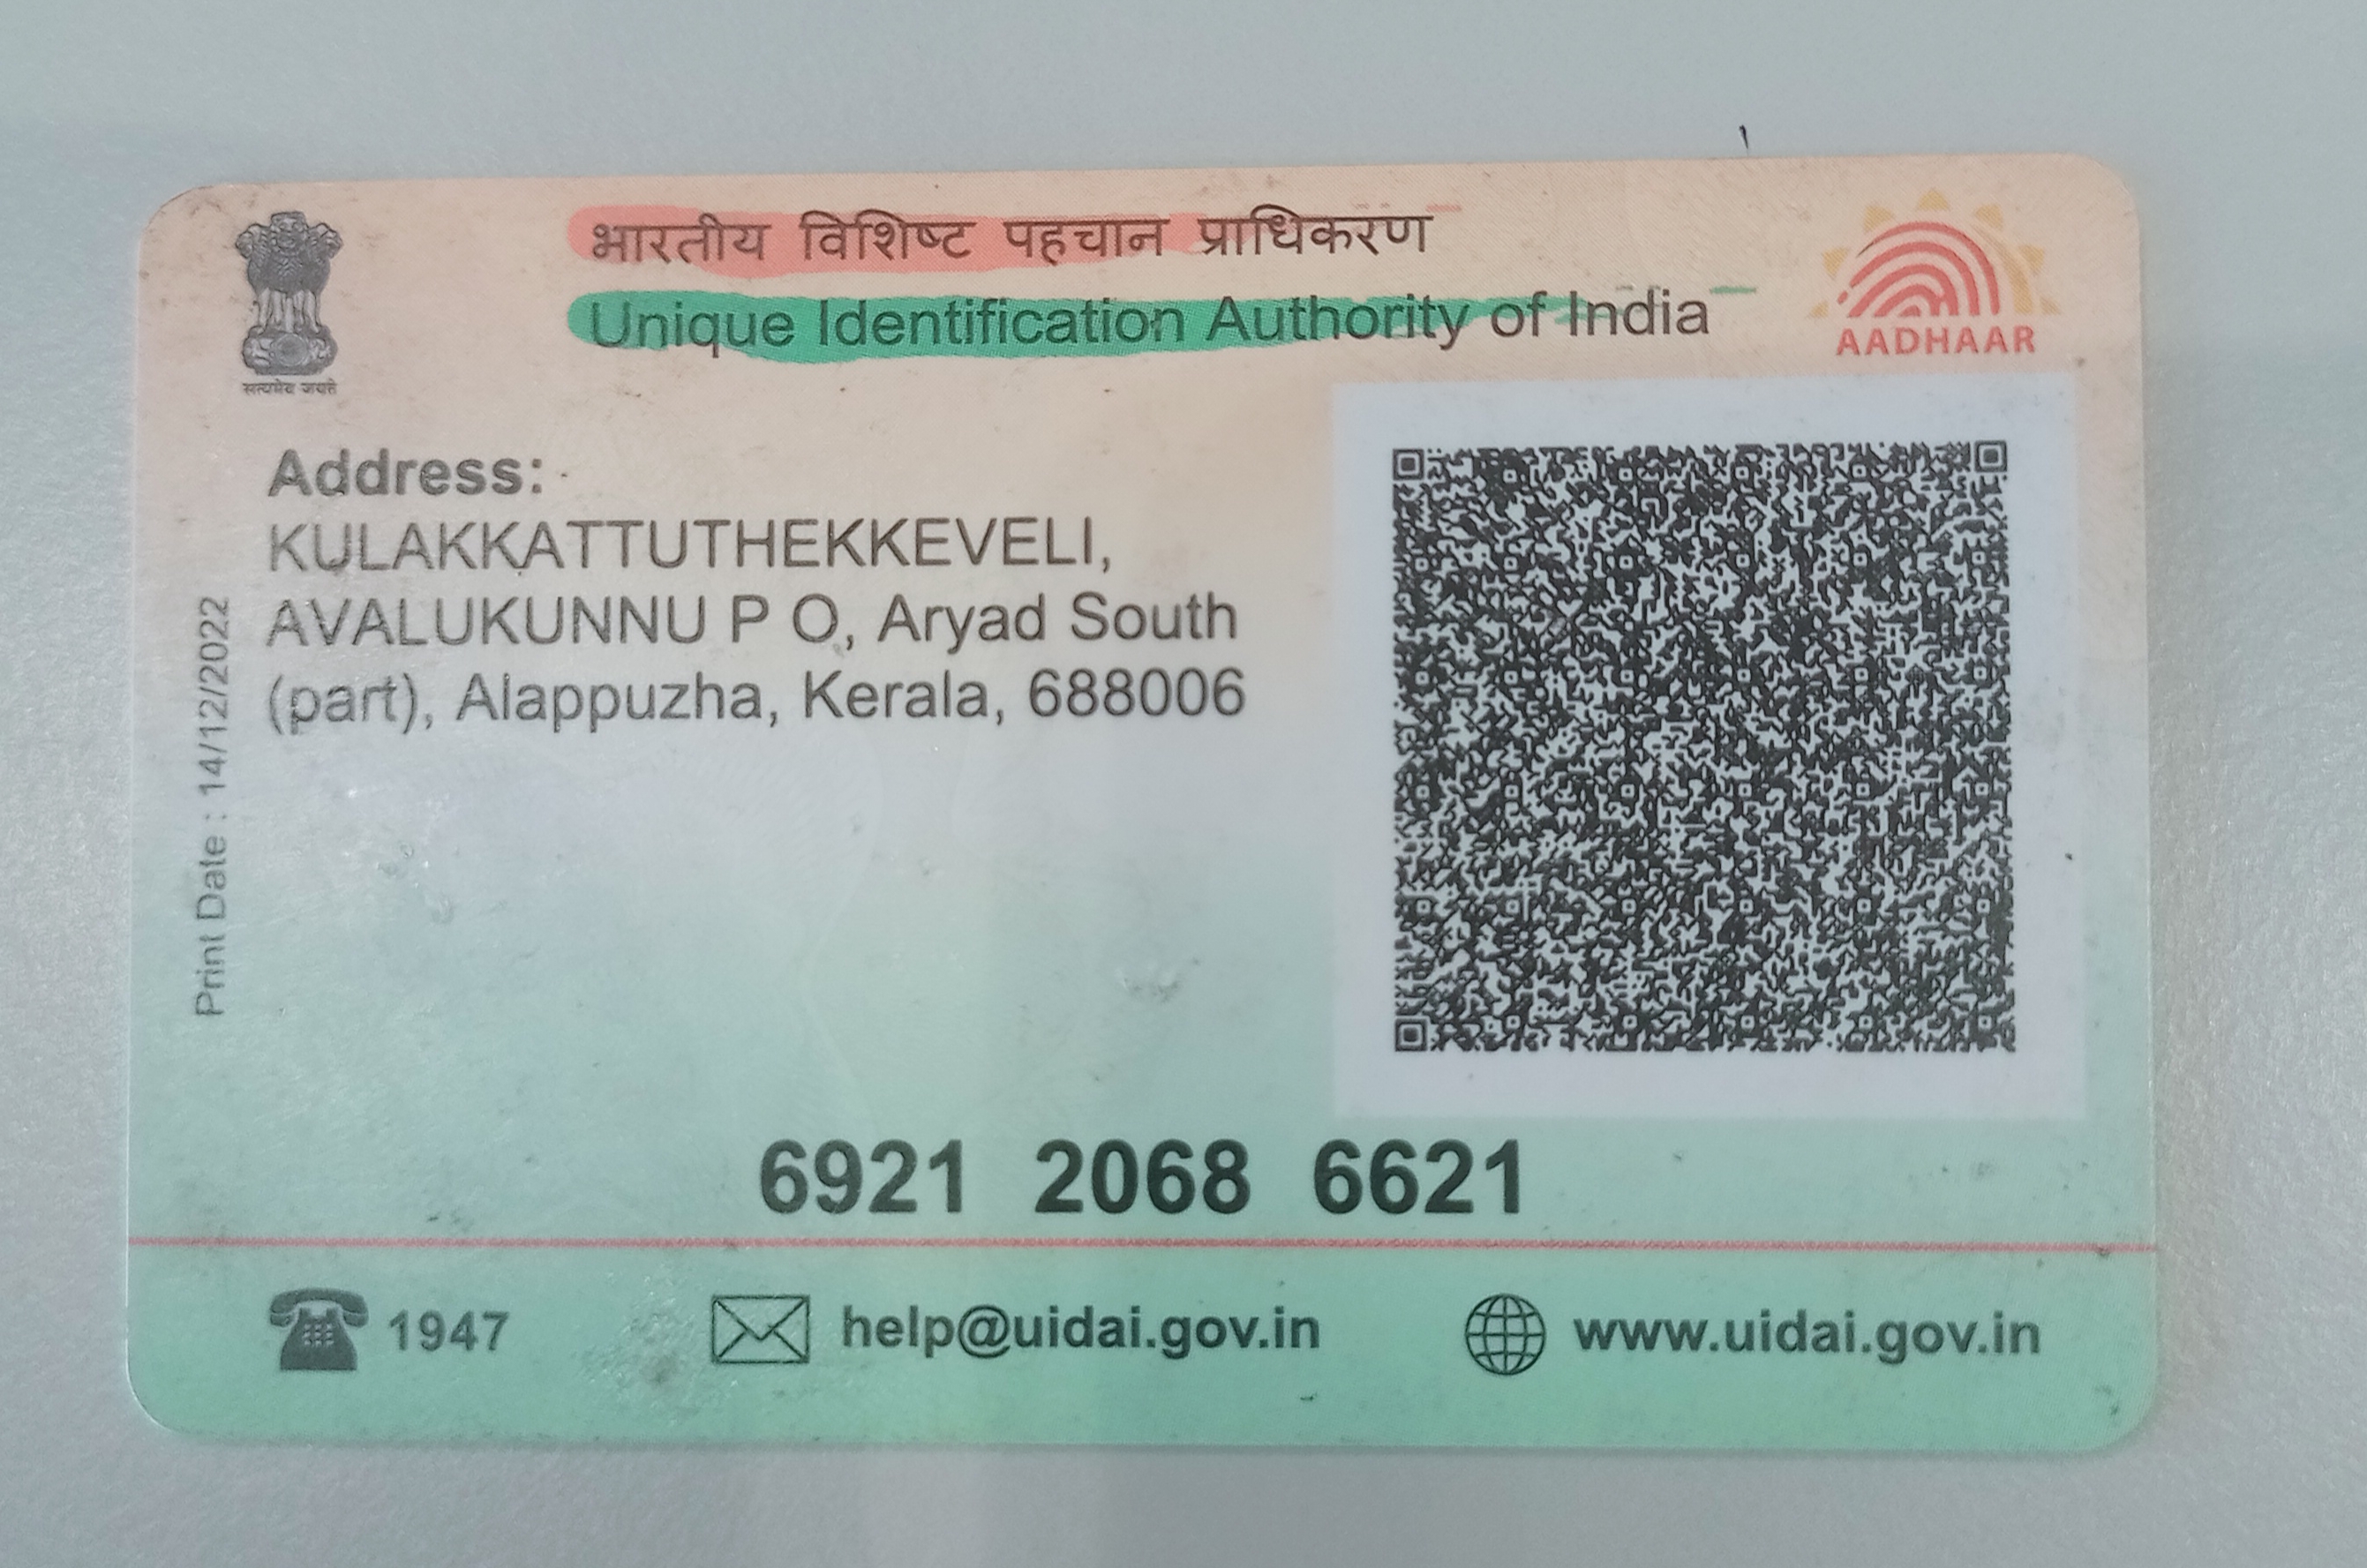 भारतीय विशिष्ट पहचान प्राधिकरण
Unique Identification Authority of India
AADHAAR
सत्यमेव जयते
Address:
KULAKKATTUTHEKKEVELI,
AVALUKUNNU P O, Aryad South
(part), Alappuzha, Kerala, 688006
Print Date : 14/12/2022
6921 2068 6621
1947
help@uidai.gov.in
www.uidai.gov.in